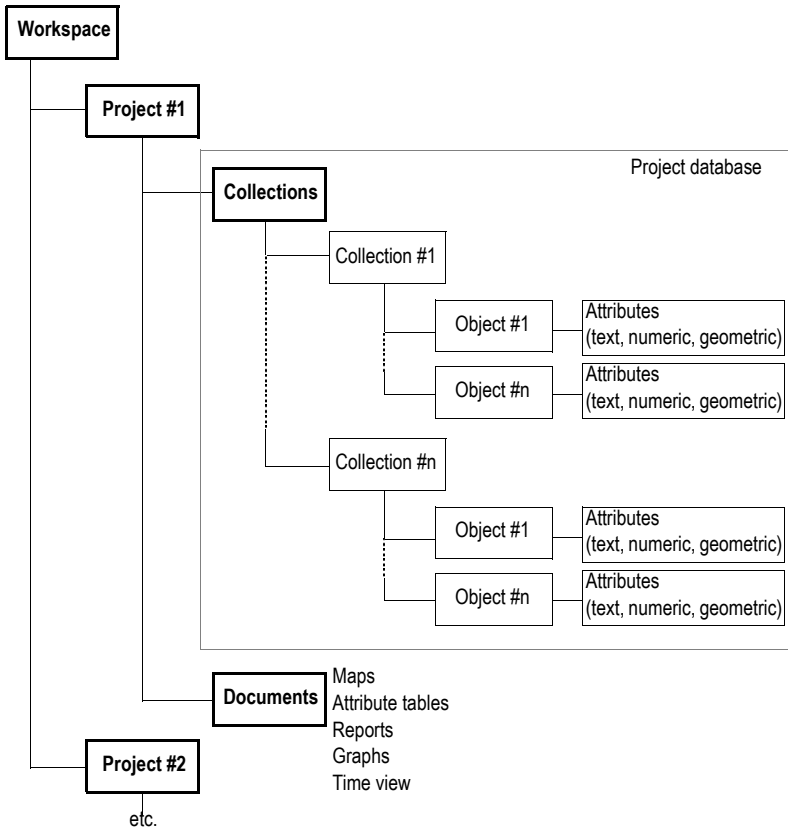 Workspace
Project #1
Project database
Collections
Collection #1
Object #1
Attributes
(text, numeric, geometric)
Object #n
Attributes
(text, numeric, geometric)
Collection #n
Object #1
Attributes
(text, numeric, geometric)
Object #n
Attributes
(text, numeric, geometric)
Documents
Maps
Attribute tables
Reports
Graphs
Time view
Project #2
etc.